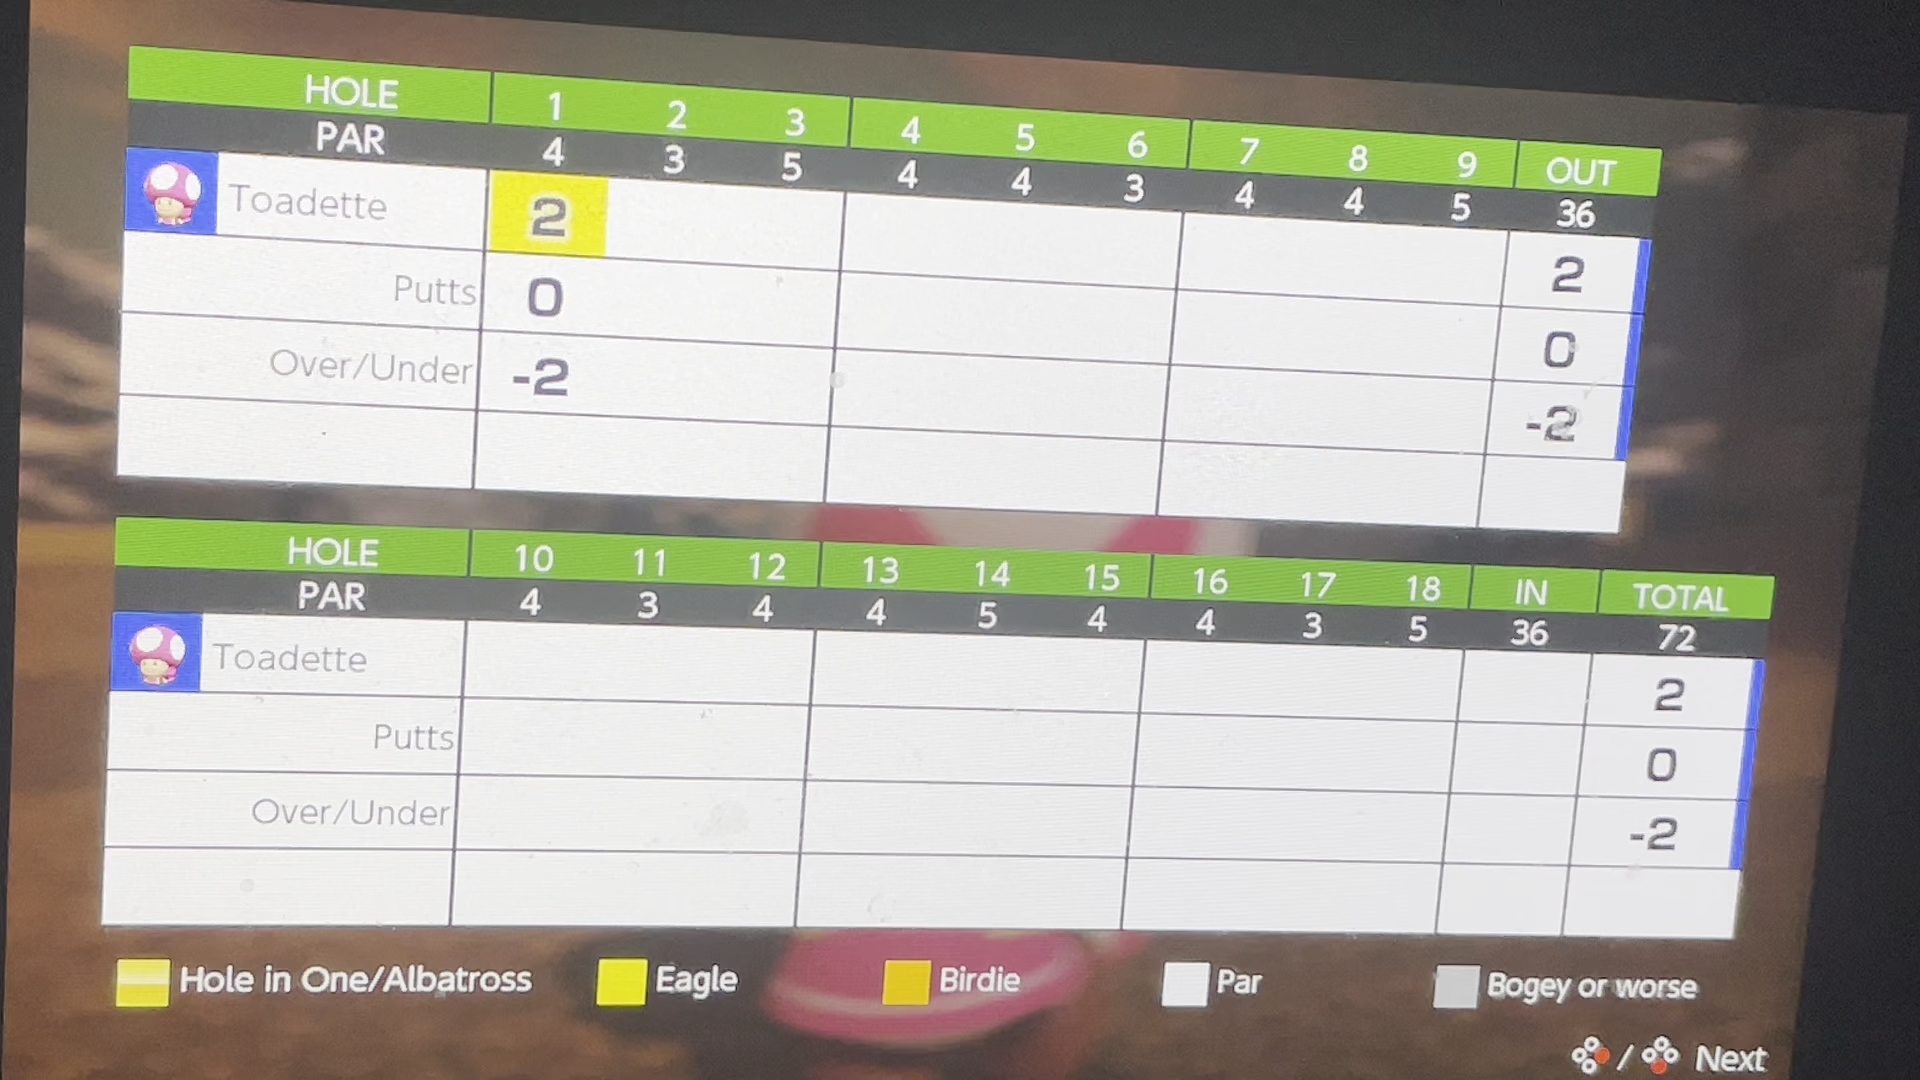 HOLE 1 2 3 4 5 6 7 8 9 OUT
PAR 4 3 5 4 4 3 4 4 5 36
Toadette 2 2
Putts 0 0
Over/Under -2 -2
HOLE 10 11 12 13 14 15 16 17 18 IN TOTAL
PAR 4 3 4 4 5 4 4 3 5 36 72
Toadette 2
Putts 0
Over/Under -2
Hole in One/Albatross Eagle Birdie Par Bogey or worse
/ Next